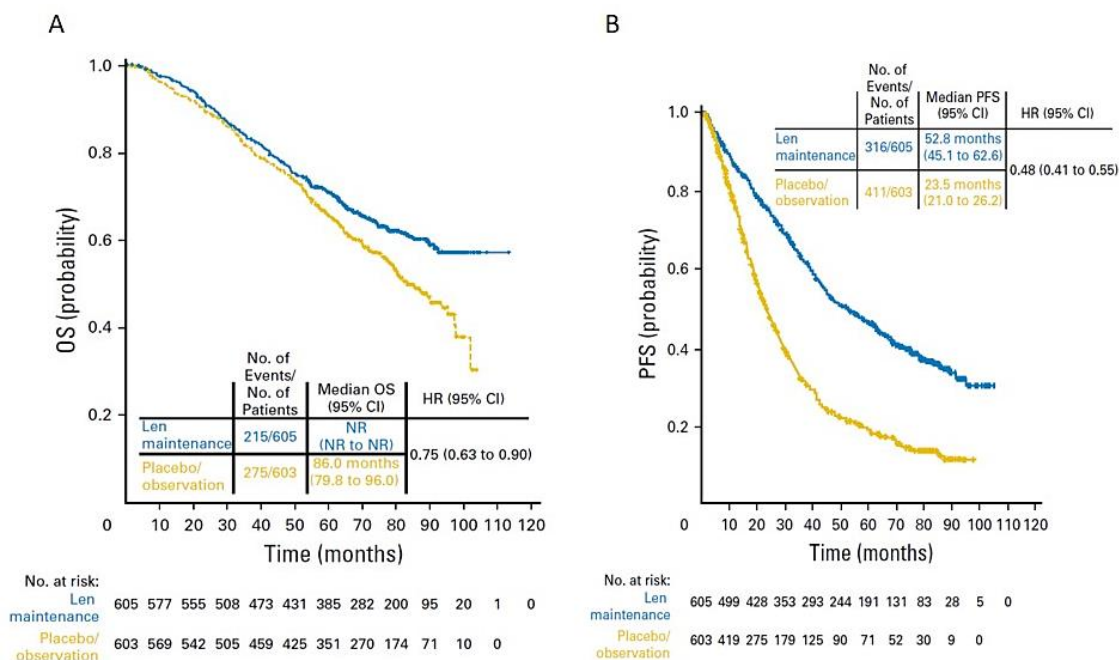 A
OS (probability)
1.0
0.8
0.6
0.4
0.2
No. of
Events/
No. of
Patients
Median OS
(95% CI)
HR (95% CI)
Len
maintenance
215/605
NR
(NR to NR)
0.75 (0.63 to 0.90)
Placebo/
observation
275/603
86.0 months
(79.8 to 96.0)
0 10 20 30 40 50 60 70 80 90 100 110 120
Time (months)
No. at risk:
Len
maintenance
605 577 555 508 473 431 385 282 200 95 20 1 0
Placebo/
observation
603 569 542 505 459 425 351 270 174 71 10 0
B
PFS (probability)
1.0
0.8
0.6
0.4
0.2
No. of
Events/
No. of
Patients
Median PFS
(95% CI)
HR (95% CI)
Len
maintenance
316/605
52.8 months
(45.1 to 62.6)
0.48 (0.41 to 0.55)
Placebo/
observation
411/603
23.5 months
(21.0 to 26.2)
0 10 20 30 40 50 60 70 80 90 100 110 120
Time (months)
No. at risk:
Len
maintenance
605 499 428 353 293 244 191 131 83 28 5 0
Placebo/
observation
603 419 275 179 125 90 71 52 30 9 0